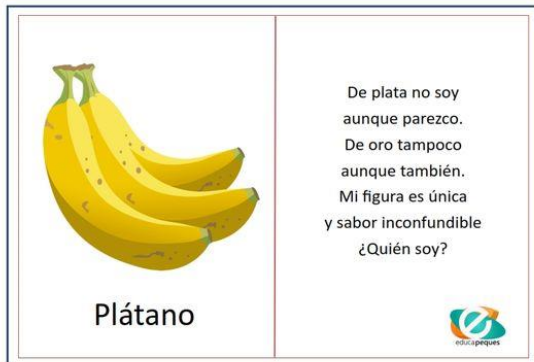 Plátano
De plata no soy
aunque parezco.
De oro tampoco
aunque también.
Mi figura es única
y sabor inconfundible
¿Quién soy?
educapeques